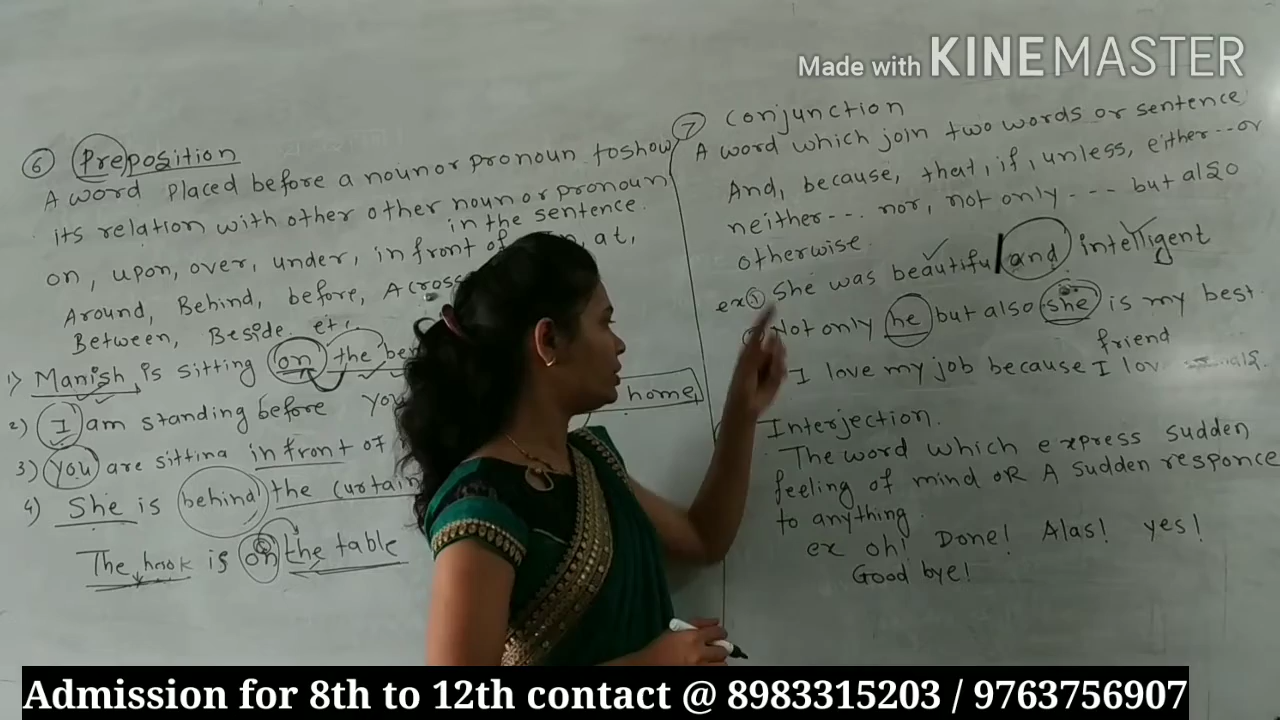 Made with KINEMASTER
⑥ Preposition
A word placed before a noun or pronoun to show
its relation with other other noun or pronoun
in the sentence.
on, upon, over, under, in front of, at,
Around, Behind, before, Across
Between, Beside. etc.
1) Manish is sitting on the
2) I am standing before
3) You are sitting in front of
4) She is behind the curtain
The book is on the table
home,
⑦ Conjunction
A word which join two words or sentence
And, because, that, if, unless, either -- or
neither --- nor, not only --- but also
otherwise.
ex ① She was beautiful and intelligent
② Not only he but also she is my best
friend
I love my job because I
Interjection.
The word which express sudden
feeling of mind OR A sudden responce
to anything.
ex oh! Done! Alas! yes!
Good bye!
Admission for 8th to 12th contact @ 8983315203 / 9763756907